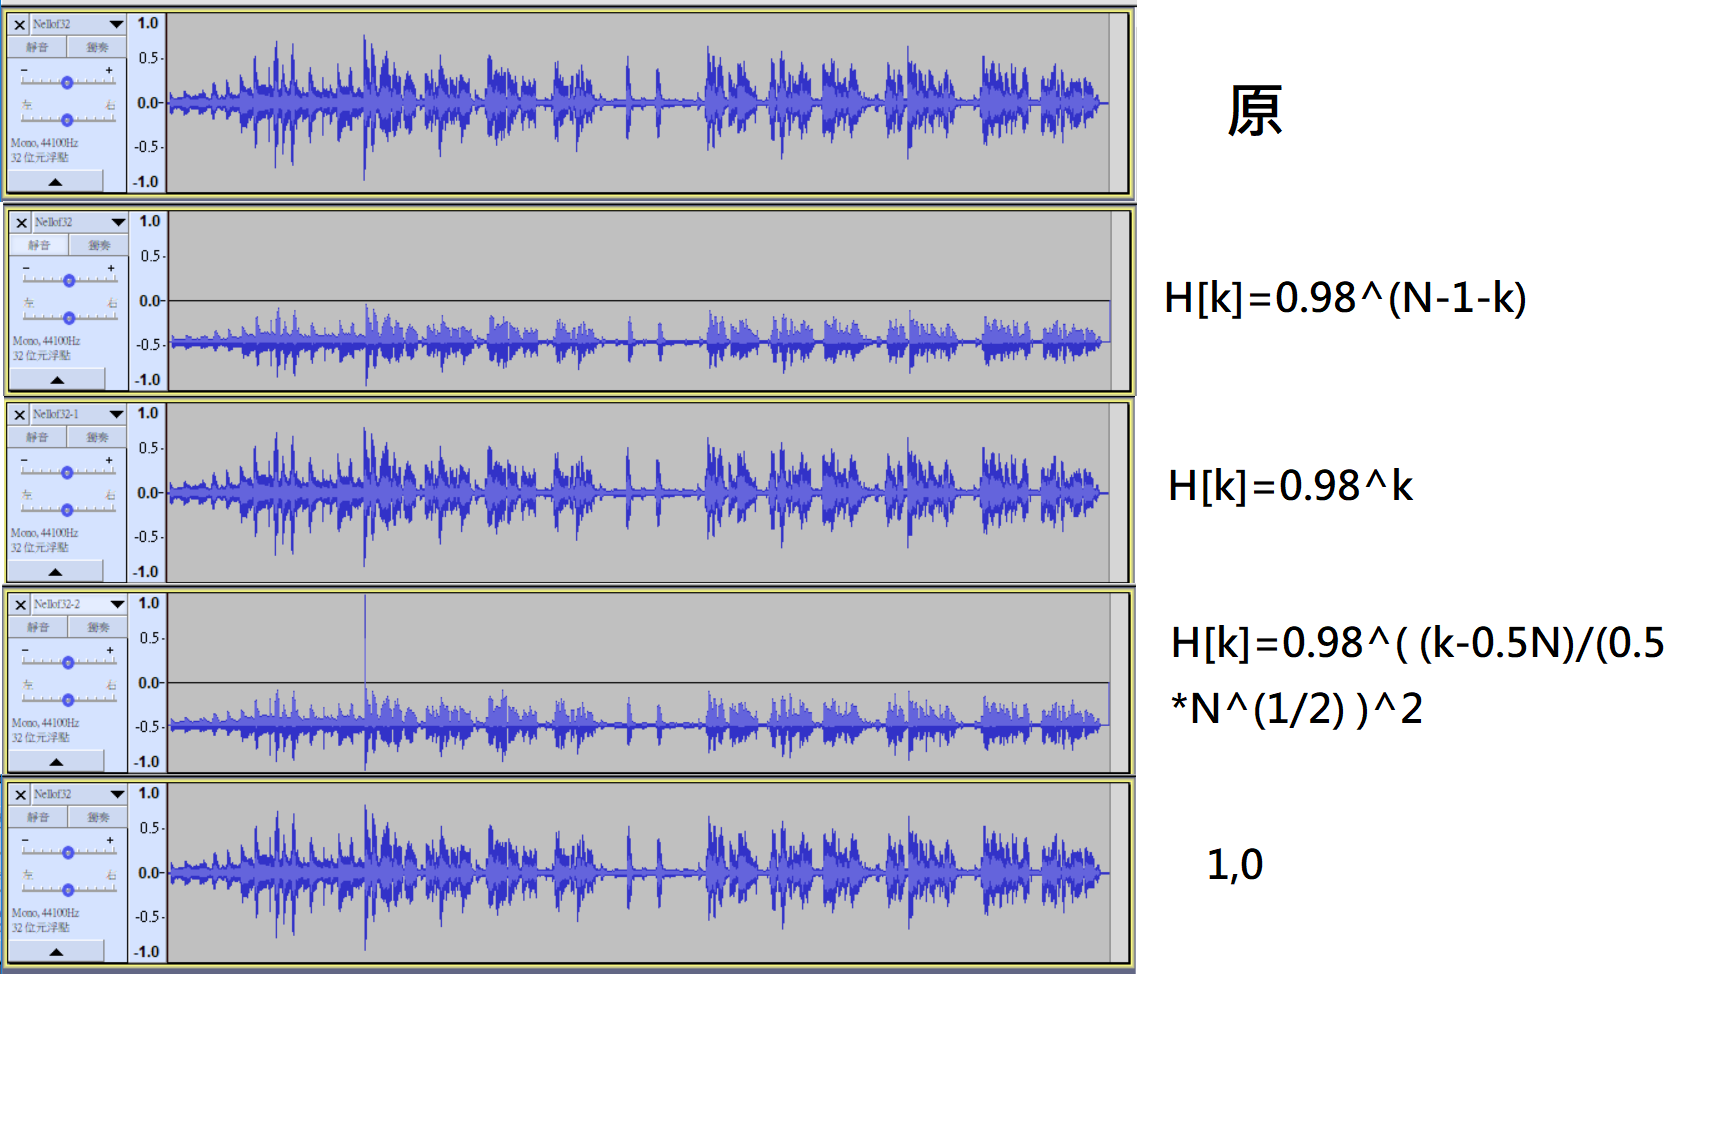 × Nellof32 ▼ 1.0
靜音 獨奏 0.5-
- +
左 右 0.0-
Mono, 44100Hz -0.5-
32 位元浮點
▲ -1.0
原
× Nellof32 ▼ 1.0
靜音 獨奏 0.5-
- +
左 右 0.0-
Mono, 44100Hz -0.5-
32 位元浮點
▲ -1.0
H[k]=0.98^(N-1-k)
× Nellof32-1 ▼ 1.0
靜音 獨奏 0.5-
- +
左 右 0.0-
Mono, 44100Hz -0.5-
32 位元浮點
▲ -1.0
H[k]=0.98^k
× Nellof32-2 ▼ 1.0
靜音 獨奏 0.5-
- +
左 右 0.0-
Mono, 44100Hz -0.5-
32 位元浮點
▲ -1.0
H[k]=0.98^( (k-0.5N)/(0.5
*N^(1/2) )^2
× Nellof32 ▼ 1.0
靜音 獨奏 0.5-
- +
左 右 0.0-
Mono, 44100Hz -0.5-
32 位元浮點
▲ -1.0
1,0